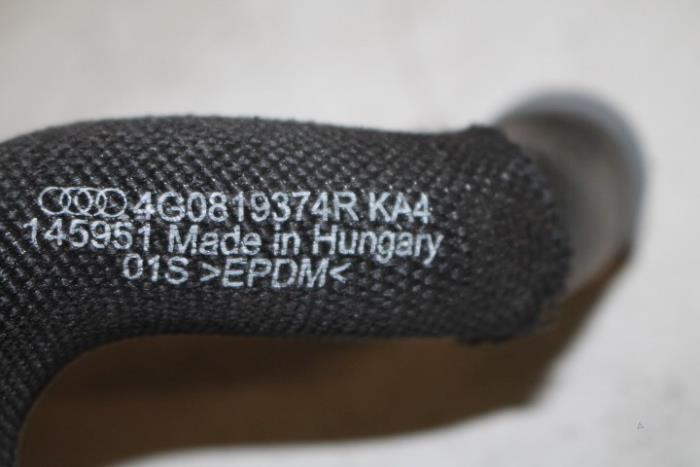 4G0819374R KA4
145951 Made in Hungary
01S >EPDM<